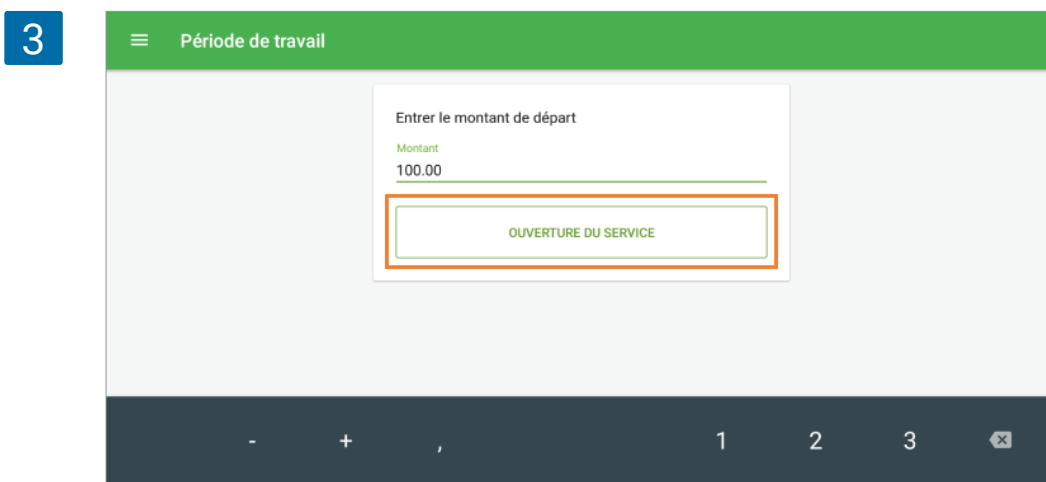 3
Période de travail
Entrer le montant de départ
Montant
100.00
OUVERTURE DU SERVICE
- + , 1 2 3